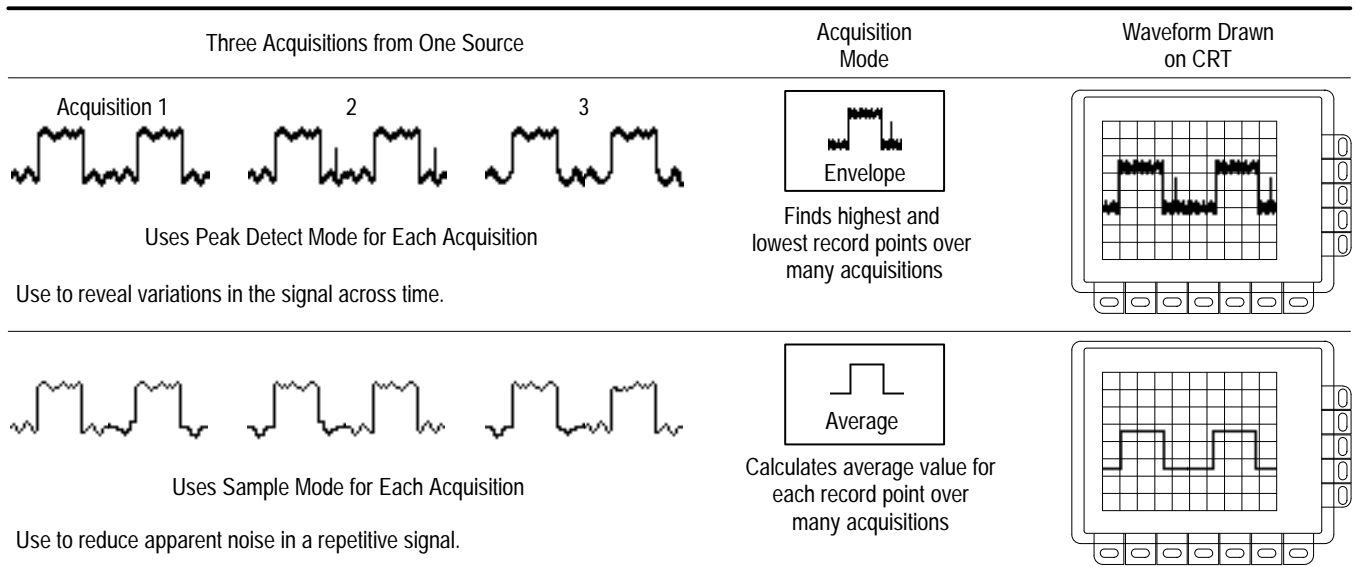 Three Acquisitions from One Source
Acquisition
Mode
Waveform Drawn
on CRT
Acquisition 1
2
3
Uses Peak Detect Mode for Each Acquisition
Use to reveal variations in the signal across time.
Envelope
Finds highest and
lowest record points over
many acquisitions
Uses Sample Mode for Each Acquisition
Use to reduce apparent noise in a repetitive signal.
Average
Calculates average value for
each record point over
many acquisitions